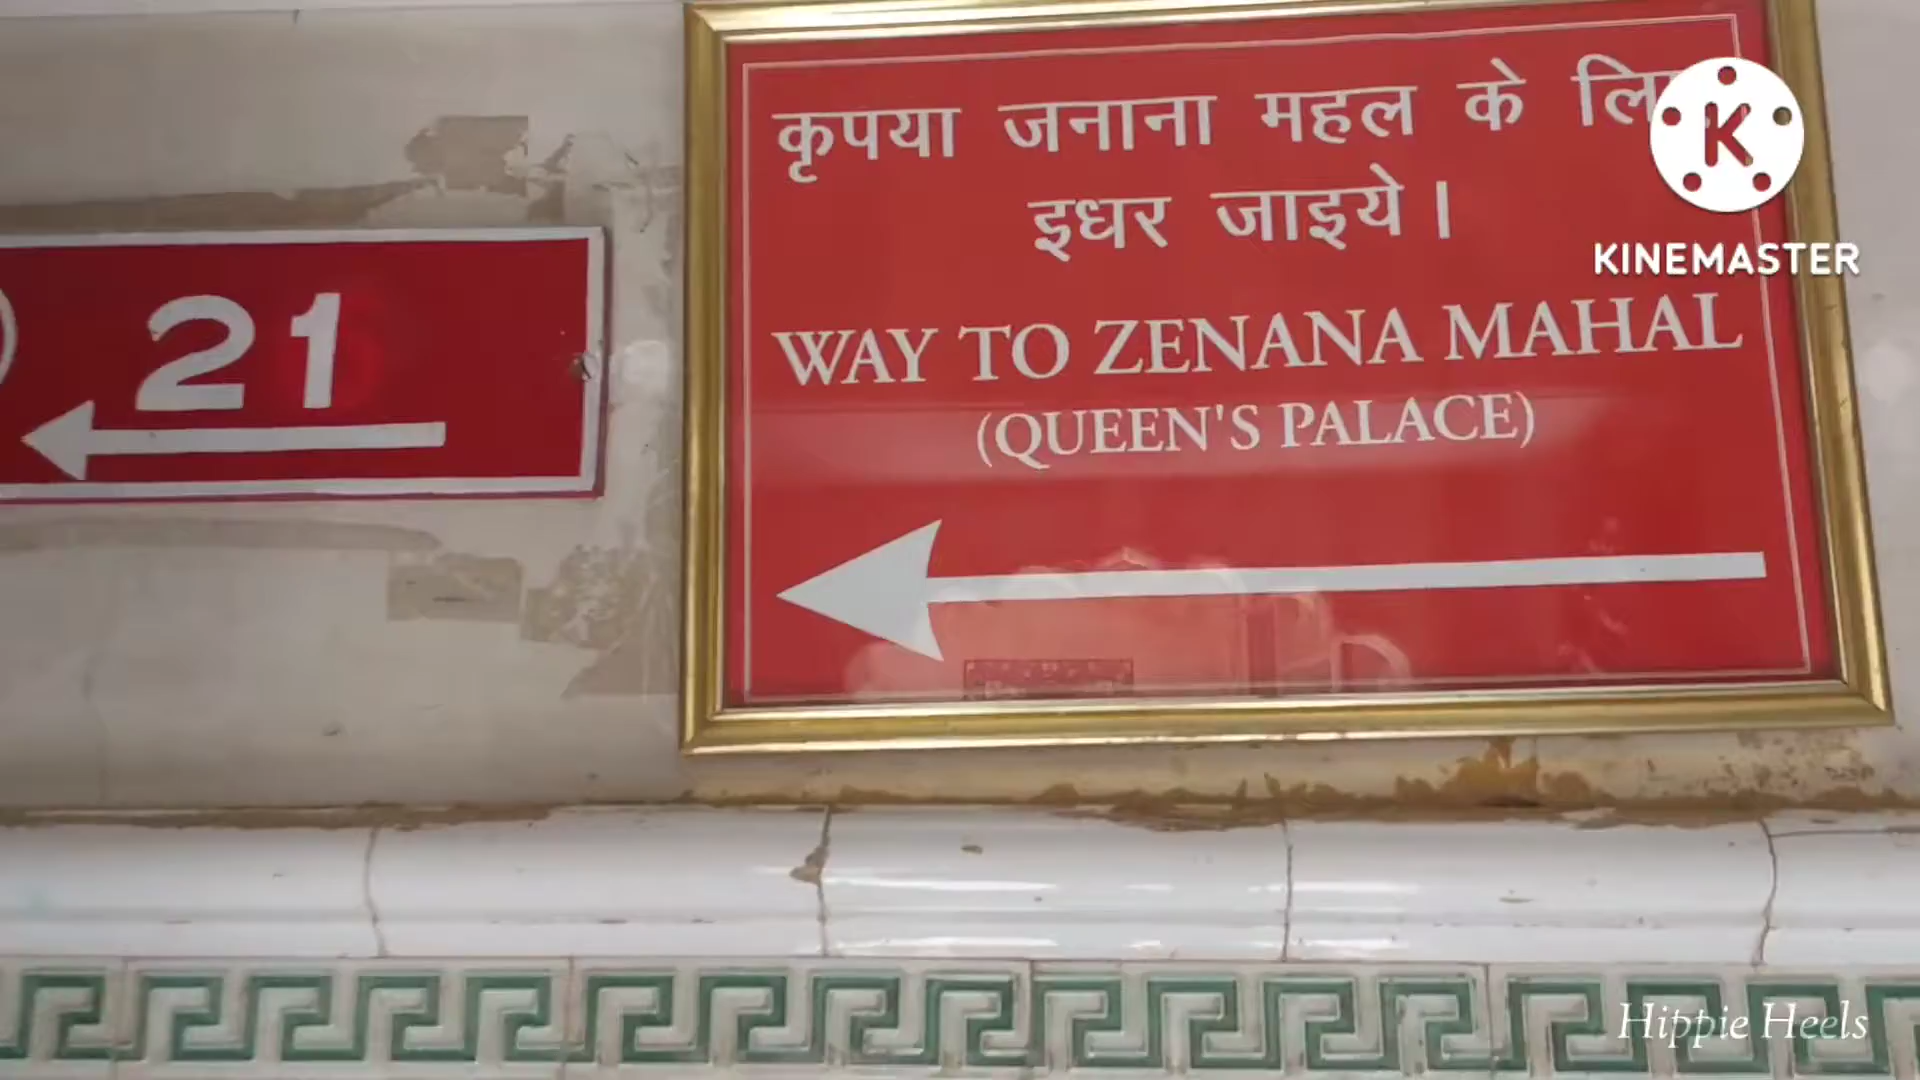 21
कृपया जनाना महल के
इधर जाइये।
WAY TO ZENANA MAHAL
(QUEEN'S PALACE)
K
KINEMASTER
Hippie Heels